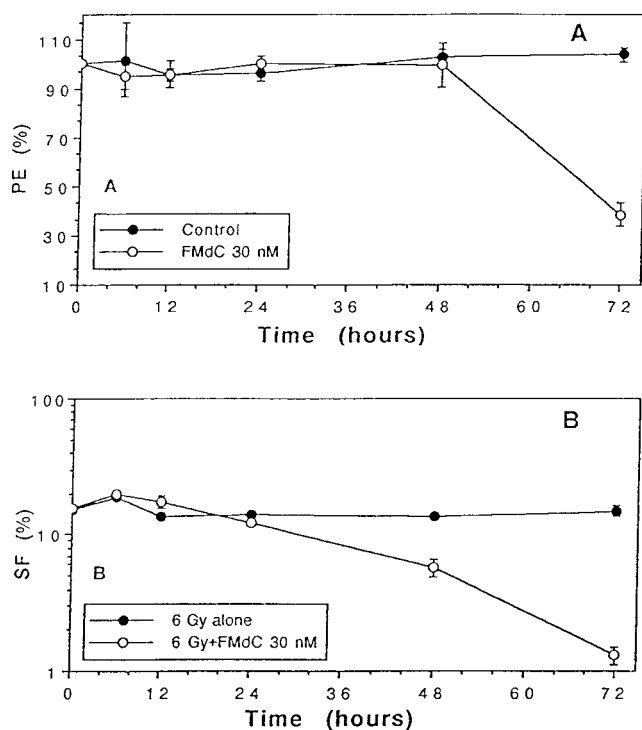 A
110
90
70
50
30
10
PE (%)
A
Control
FMdC 30 nM
0 12 24 36 48 60 72
Time (hours)
B
100
10
1
SF (%)
B
6 Gy alone
6 Gy+FMdC 30 nM
0 12 24 36 48 60 72
Time (hours)